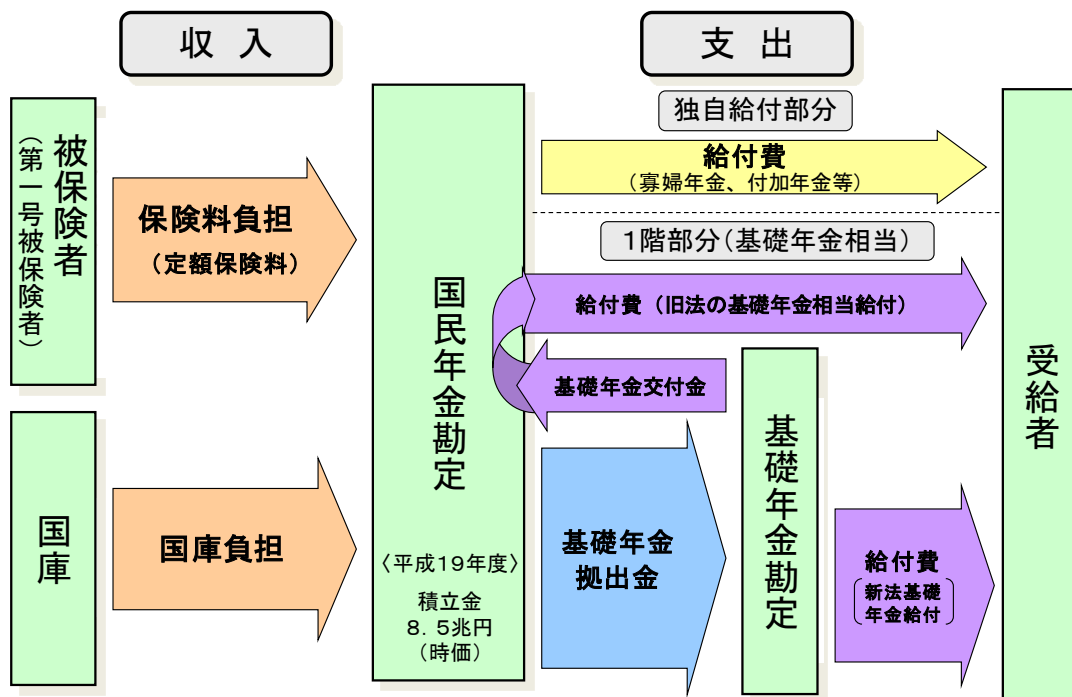 収 入
支 出
被保険者
(第一号被保険者)
国庫
保険料負担
(定額保険料)
国庫負担
国民年金勘定
〈平成19年度〉
積立金
8.5兆円
(時価)
独自給付部分
給付費
(寡婦年金、付加年金等)
1階部分(基礎年金相当)
給付費(旧法の基礎年金相当給付)
基礎年金交付金
基礎年金
拠出金
基礎年金勘定
給付費
新法基礎
年金給付
受給者